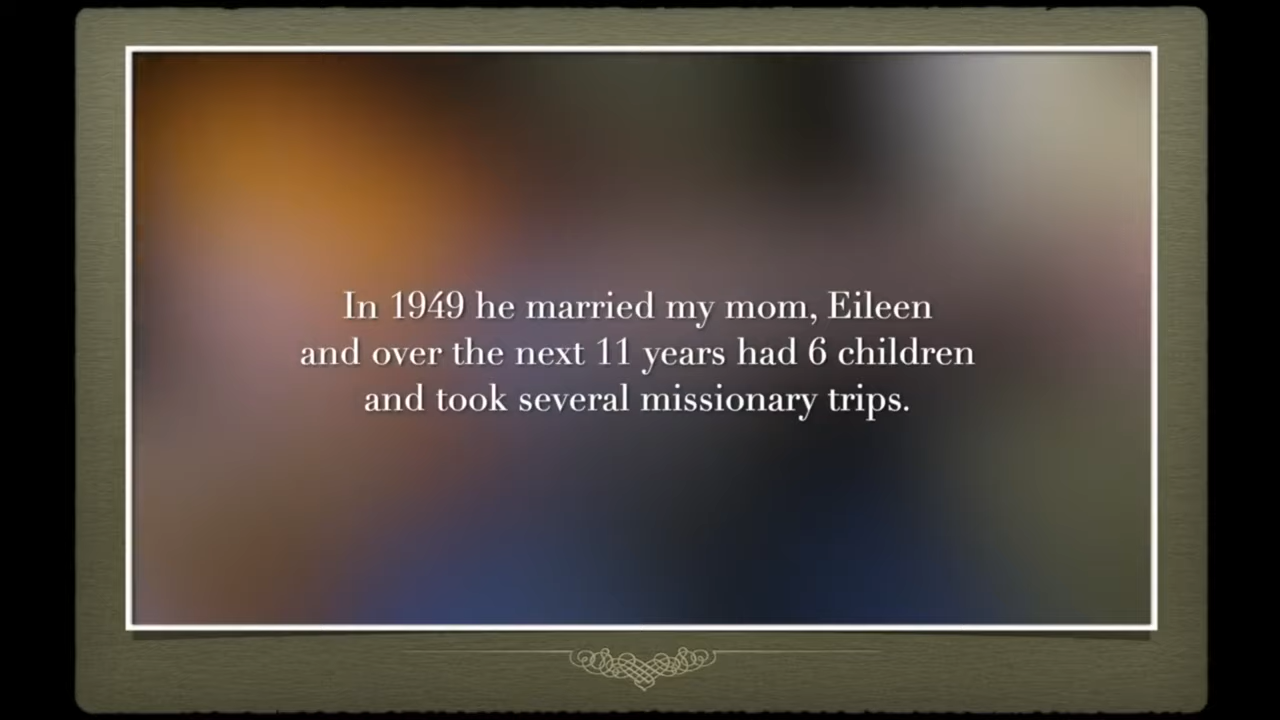 In 1949 he married my mom, Eileen
and over the next 11 years had 6 children
and took several missionary trips.